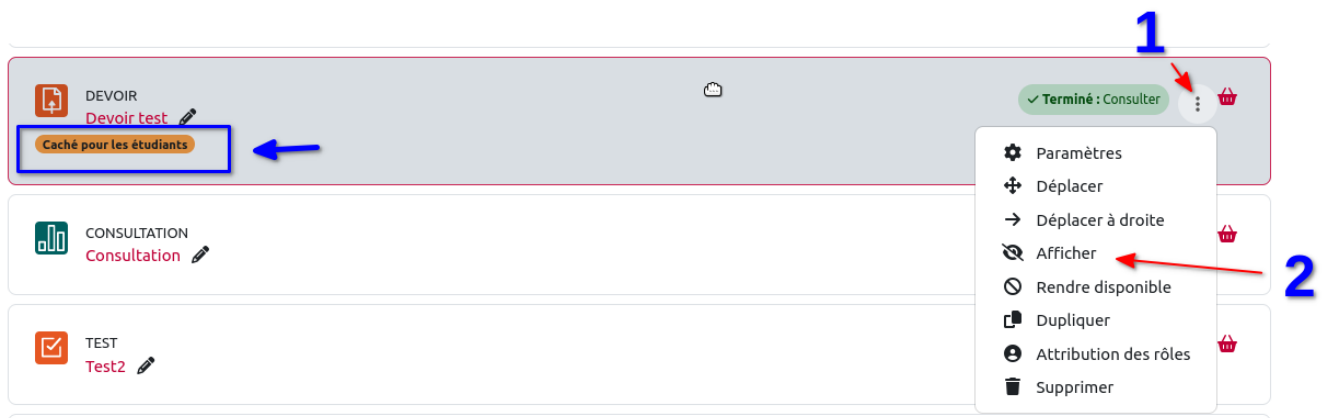 1
DEVOIR
Devoir test
✓ Terminé : Consulter
Caché pour les étudiants
Paramètres
Déplacer
Déplacer à droite
Afficher
Rendre disponible
Dupliquer
Attribution des rôles
Supprimer
2
CONSULTATION
Consultation
TEST
Test2